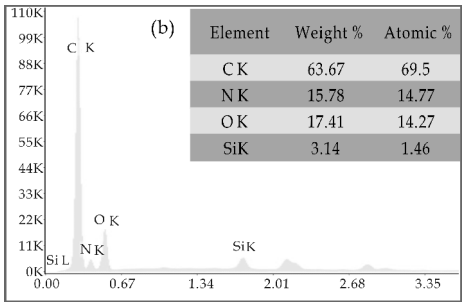 110K
(b)
Element Weight % Atomic %
C K 63.67 69.5
N K 15.78 14.77
O K 17.41 14.27
SiK 3.14 1.46
99K
88K
77K
66K
55K
44K
33K
22K
11K
0K
C K
O K
N K
Si L
SiK
0.00 0.67 1.34 2.01 2.68 3.35